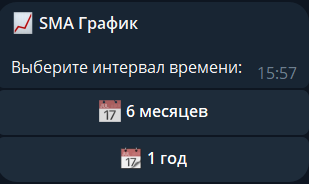 📈 SMA График
Выберите интервал времени:
15:57
📅 6 месяцев
📆 1 год